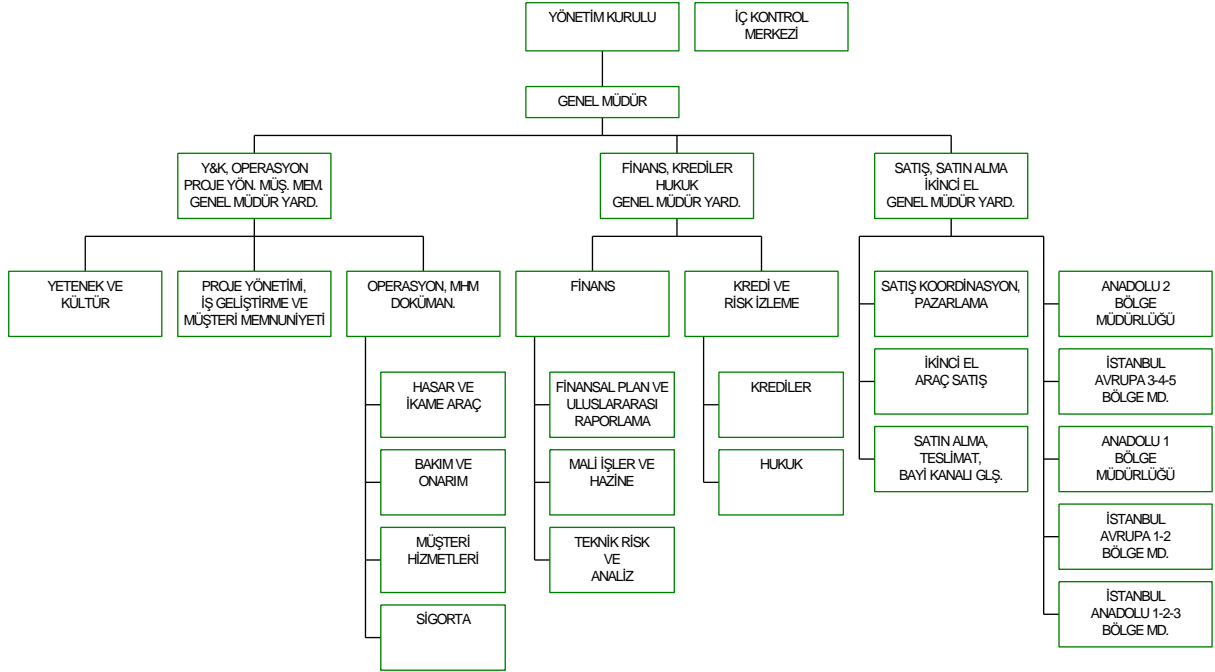 YÖNETİM KURULU
İÇ KONTROL
MERKEZİ
GENEL MÜDÜR
Y&K, OPERASYON
PROJE YÖN. MÜŞ. MEM.
GENEL MÜDÜR YARD.
FİNANS, KREDİLER
HUKUK
GENEL MÜDÜR YARD.
SATIŞ, SATIN ALMA
İKİNCİ EL
GENEL MÜDÜR YARD.
YETENEK VE
KÜLTÜR
PROJE YÖNETİMİ,
İŞ GELİŞTİRME VE
MÜŞTERİ MEMNUNİYETİ
OPERASYON, MHM
DOKÜMAN.
FİNANS
KREDİ VE
RİSK İZLEME
SATIŞ KOORDİNASYON,
PAZARLAMA
ANADOLU 2
BÖLGE
MÜDÜRLÜĞÜ
HASAR VE
İKAME ARAÇ
FİNANSAL PLAN VE
ULUSLARARASI
RAPORLAMA
KREDİLER
İKİNCİ EL
ARAÇ SATIŞ
İSTANBUL
AVRUPA 3-4-5
BÖLGE MD.
BAKIM VE
ONARIM
MALİ İŞLER VE
HAZİNE
HUKUK
SATIN ALMA,
TESLİMAT,
BAYİ KANALI GLŞ.
ANADOLU 1
BÖLGE
MÜDÜRLÜĞÜ
MÜŞTERİ
HİZMETLERİ
TEKNİK RİSK
VE
ANALİZ
İSTANBUL
AVRUPA 1-2
BÖLGE MD.
SİGORTA
İSTANBUL
ANADOLU 1-2-3
BÖLGE MD.